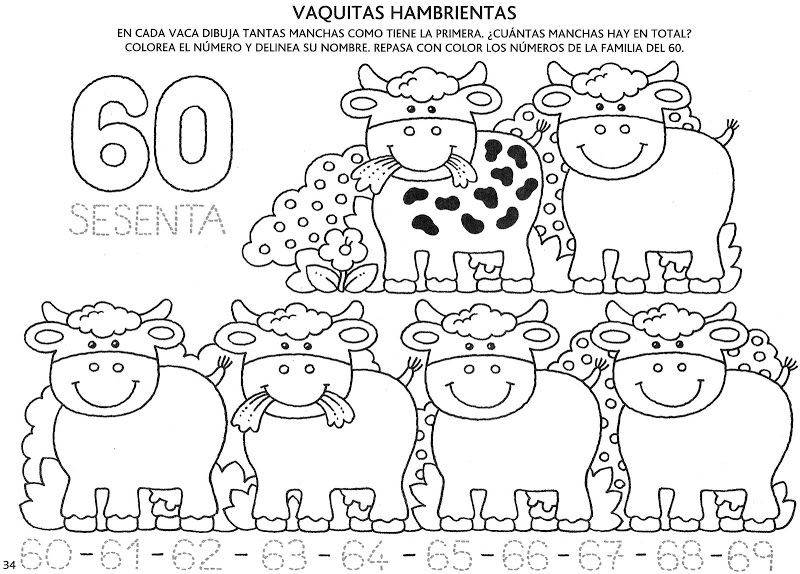 VAQUITAS HAMBRIENTAS
EN CADA VACA DIBUJA TANTAS MANCHAS COMO TIENE LA PRIMERA. ¿CUÁNTAS MANCHAS HAY EN TOTAL?
COLOREA EL NÚMERO Y DELINEA SU NOMBRE. REPASA CON COLOR LOS NÚMEROS DE LA FAMILIA DEL 60.
60
SESENTA
34 60-61-62-63-64-65-66-67-68-69